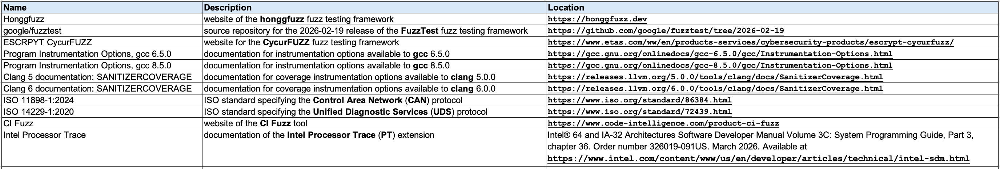 Name Description Location
Honggfuzz website of the honggfuzz fuzz testing framework https://honggfuzz.dev
google/fuzztest source repository for the 2026-02-19 release of the FuzzTest fuzz testing framework https://github.com/google/fuzztest/tree/2026-02-19
ESCRPYT CycurFUZZ website for the CycurFUZZ fuzz testing framework https://www.etas.com/ww/en/products-services/cybersecurity-products/escrypt-cycurfuzz/
Program Instrumentation Options, gcc 6.5.0 documentation for instrumentation options available to gcc 6.5.0 https://gcc.gnu.org/onlinedocs/gcc-6.5.0/gcc/Instrumentation-Options.html
Program Instrumentation Options, gcc 8.5.0 documentation for instrumentation options available to gcc 8.5.0 https://gcc.gnu.org/onlinedocs/gcc-8.5.0/gcc/Instrumentation-Options.html
Clang 5 documentation: SANITIZERCOVERAGE documentation for coverage instrumentation options available to clang 5.0.0 https://releases.llvm.org/5.0.0/tools/clang/docs/SanitizerCoverage.html
Clang 6 documentation: SANITIZERCOVERAGE documentation for coverage instrumentation options available to clang 6.0.0 https://releases.llvm.org/6.0.0/tools/clang/docs/SanitizerCoverage.html
ISO 11898-1:2024 ISO standard specifying the Control Area Network (CAN) protocol https://www.iso.org/standard/86384.html
ISO 14229-1:2020 ISO standard specifying the Unified Diagnostic Services (UDS) protocol https://www.iso.org/standard/72439.html
CI Fuzz website of the CI Fuzz tool https://www.code-intelligence.com/product-ci-fuzz
Intel Processor Trace documentation of the Intel Processor Trace (PT) extension Intel® 64 and IA-32 Architectures Software Developer Manual Volume 3C: System Programming Guide, Part 3,
chapter 36. Order number 326019-091US. March 2026. Available at
https://www.intel.com/content/www/us/en/developer/articles/technical/intel-sdm.html